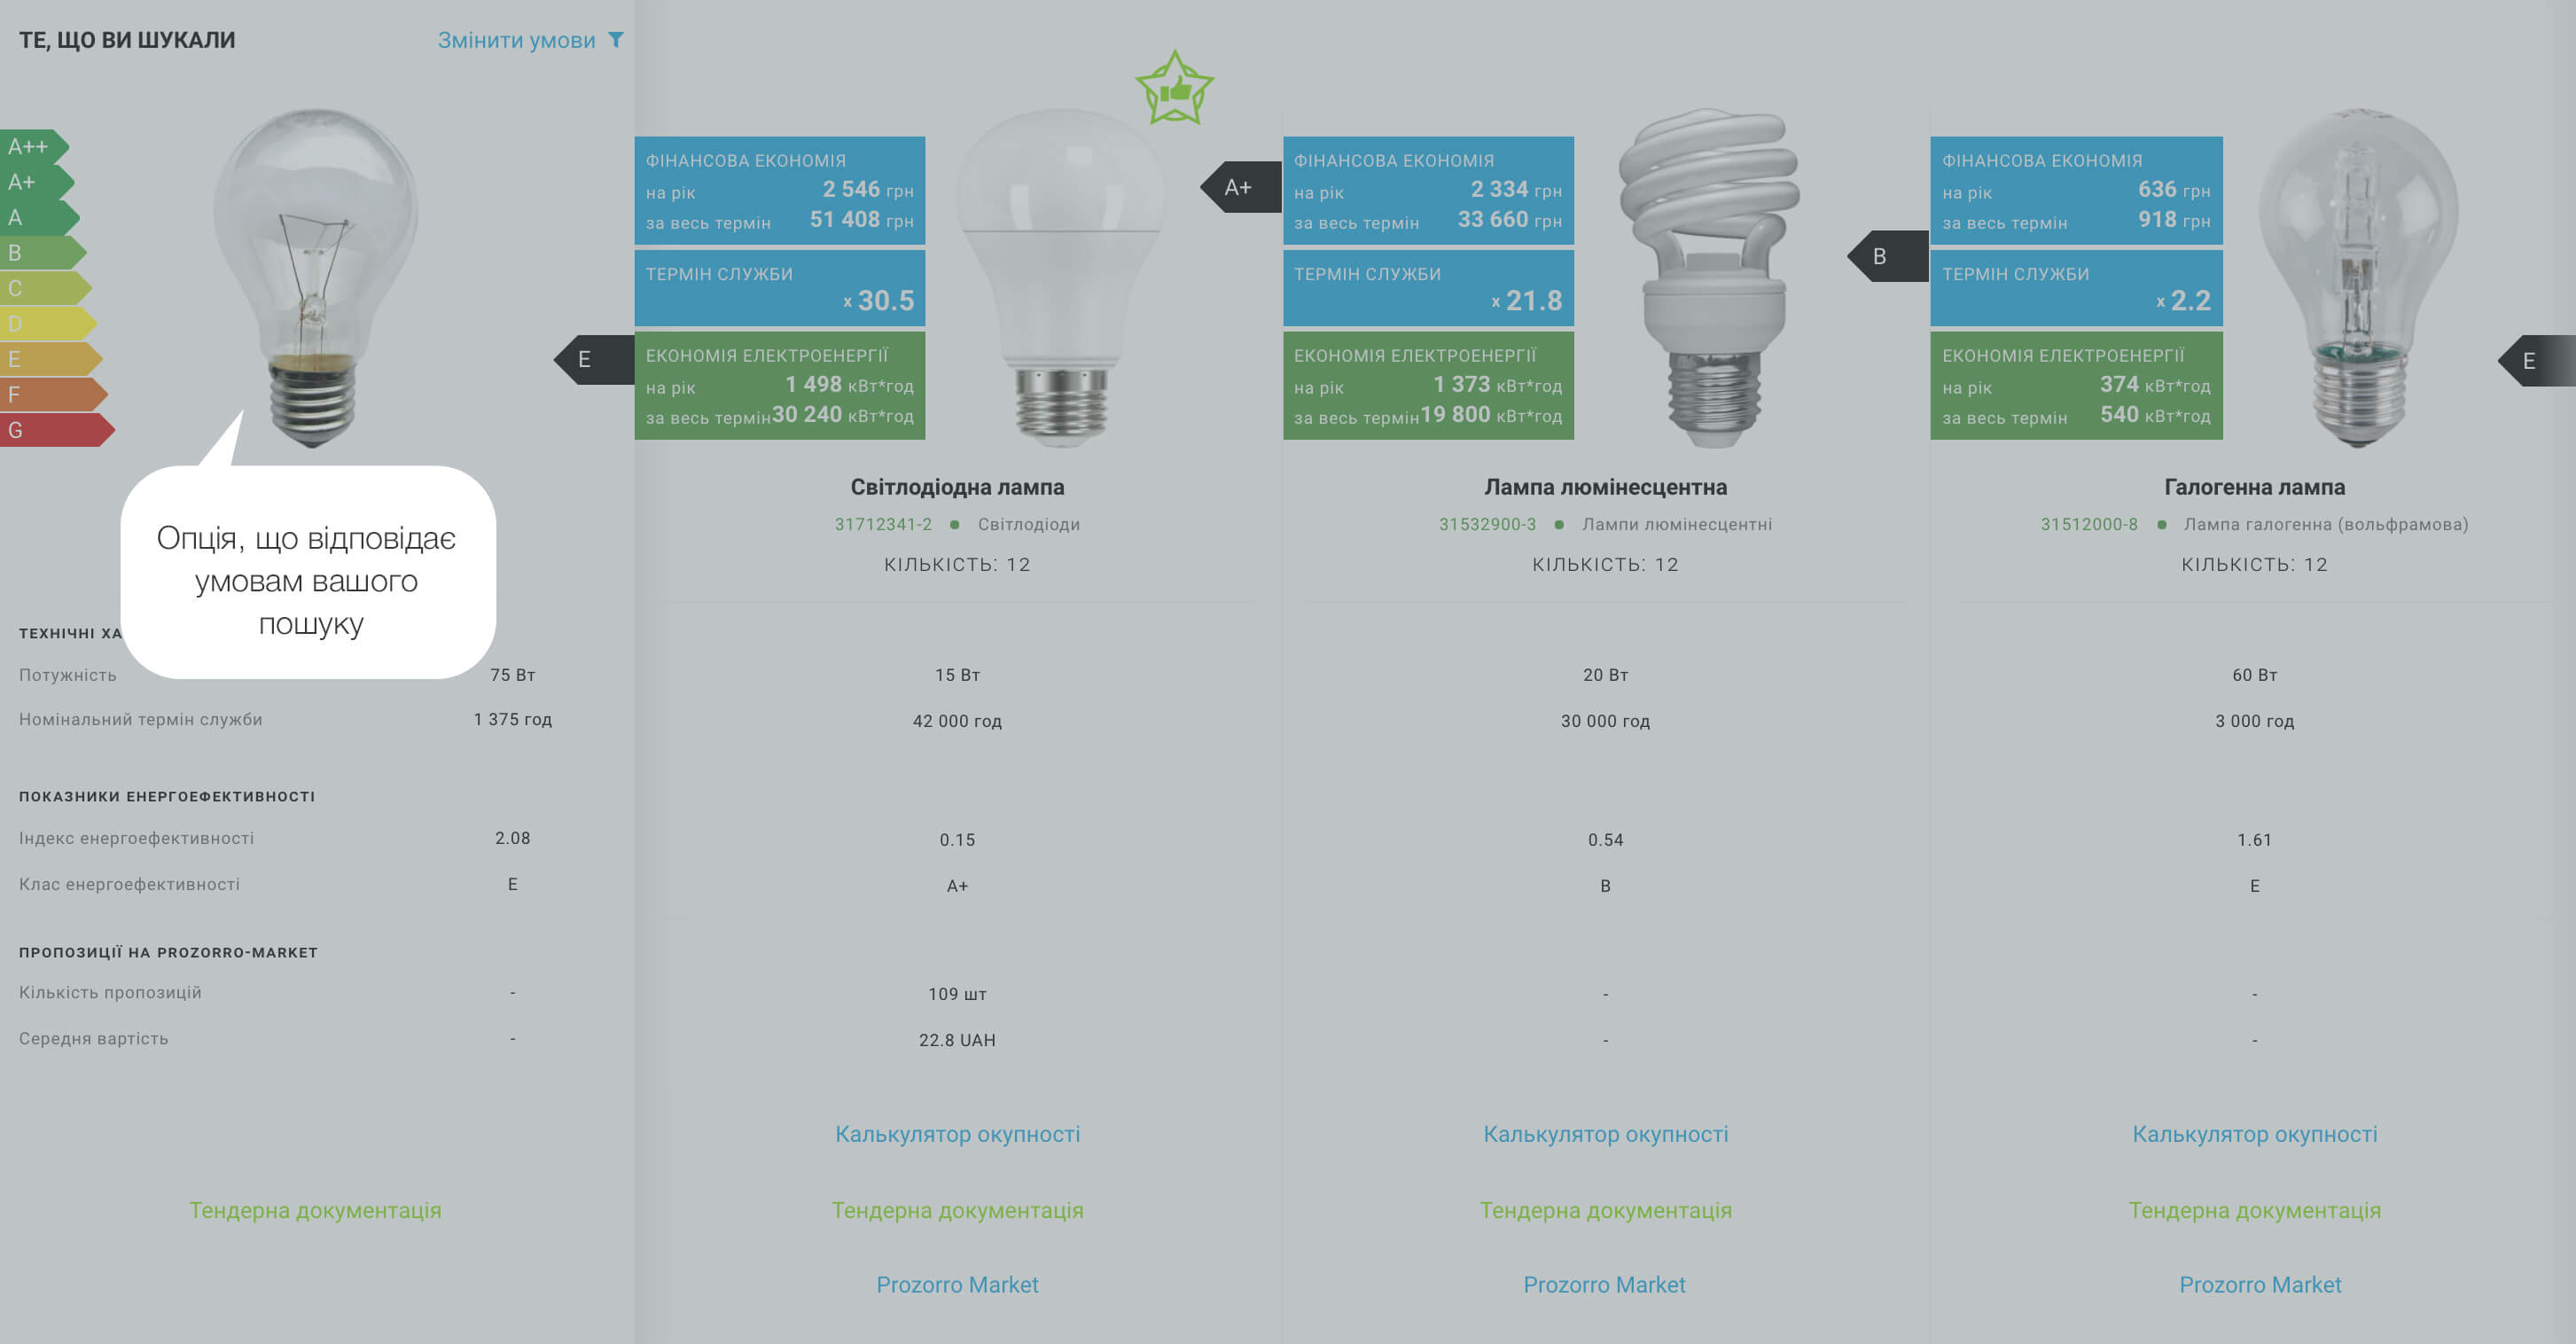 ТЕ, ЩО ВИ ШУКАЛИ
Змінити умови
A++
A+
A
B
C
D
E
F
G
E
Опція, що відповідає
умовам вашого
пошуку
ТЕХНІЧНІ ХА
Потужність 75 Вт
Номінальний термін служби 1 375 год
ПОКАЗНИКИ ЕНЕРГОЕФЕКТИВНОСТІ
Індекс енергоефективності 2.08
Клас енергоефективності E
ПРОПОЗИЦІЇ НА PROZORRO-MARKET
Кількість пропозицій -
Середня вартість -
Тендерна документація
ФІНАНСОВА ЕКОНОМІЯ
на рік 2 546 грн
за весь термін 51 408 грн
ТЕРМІН СЛУЖБИ
x 30.5
ЕКОНОМІЯ ЕЛЕКТРОЕНЕРГІЇ
на рік 1 498 кВт*год
за весь термін 30 240 кВт*год
A+
Світлодіодна лампа
31712341-2 ● Світлодіоди
КІЛЬКІСТЬ: 12
15 Вт
42 000 год
0.15
A+
109 шт
22.8 UAH
Калькулятор окупності
Тендерна документація
Prozorro Market
ФІНАНСОВА ЕКОНОМІЯ
на рік 2 334 грн
за весь термін 33 660 грн
ТЕРМІН СЛУЖБИ
x 21.8
ЕКОНОМІЯ ЕЛЕКТРОЕНЕРГІЇ
на рік 1 373 кВт*год
за весь термін 19 800 кВт*год
B
Лампа люмінесцентна
31532900-3 ● Лампи люмінесцентні
КІЛЬКІСТЬ: 12
20 Вт
30 000 год
0.54
B
-
-
Калькулятор окупності
Тендерна документація
Prozorro Market
ФІНАНСОВА ЕКОНОМІЯ
на рік 636 грн
за весь термін 918 грн
ТЕРМІН СЛУЖБИ
x 2.2
ЕКОНОМІЯ ЕЛЕКТРОЕНЕРГІЇ
на рік 374 кВт*год
за весь термін 540 кВт*год
E
Галогенна лампа
31512000-8 ● Лампа галогенна (вольфрамова)
КІЛЬКІСТЬ: 12
60 Вт
3 000 год
1.61
E
-
-
Калькулятор окупності
Тендерна документація
Prozorro Market